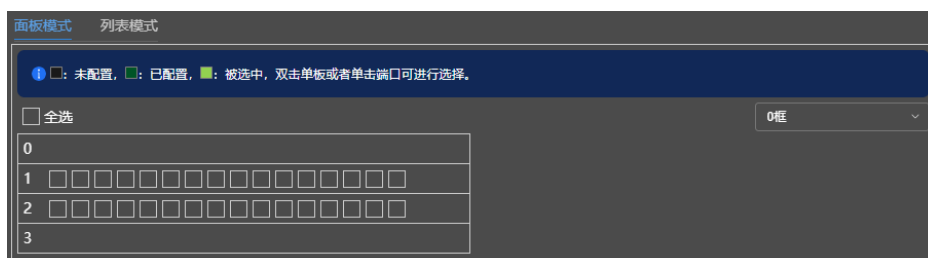 面板模式 列表模式
: 未配置, : 已配置, : 被选中, 双击单板或者单击端口可进行选择。
全选 0框
0
1
2
3